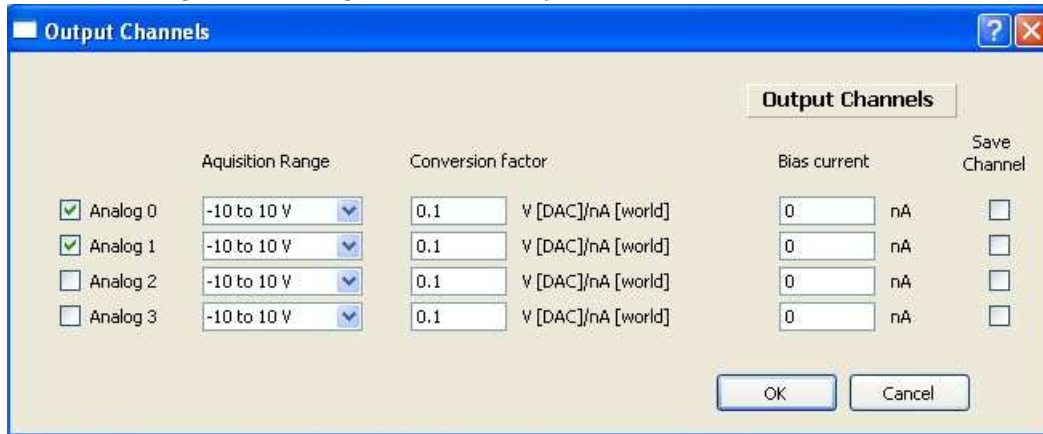 Output Channels
Output Channels
Aquisition Range Conversion factor Bias current Save Channel
Analog 0 -10 to 10 V 0.1 V [DAC]/nA [world] 0 nA
Analog 1 -10 to 10 V 0.1 V [DAC]/nA [world] 0 nA
Analog 2 -10 to 10 V 0.1 V [DAC]/nA [world] 0 nA
Analog 3 -10 to 10 V 0.1 V [DAC]/nA [world] 0 nA
OK Cancel